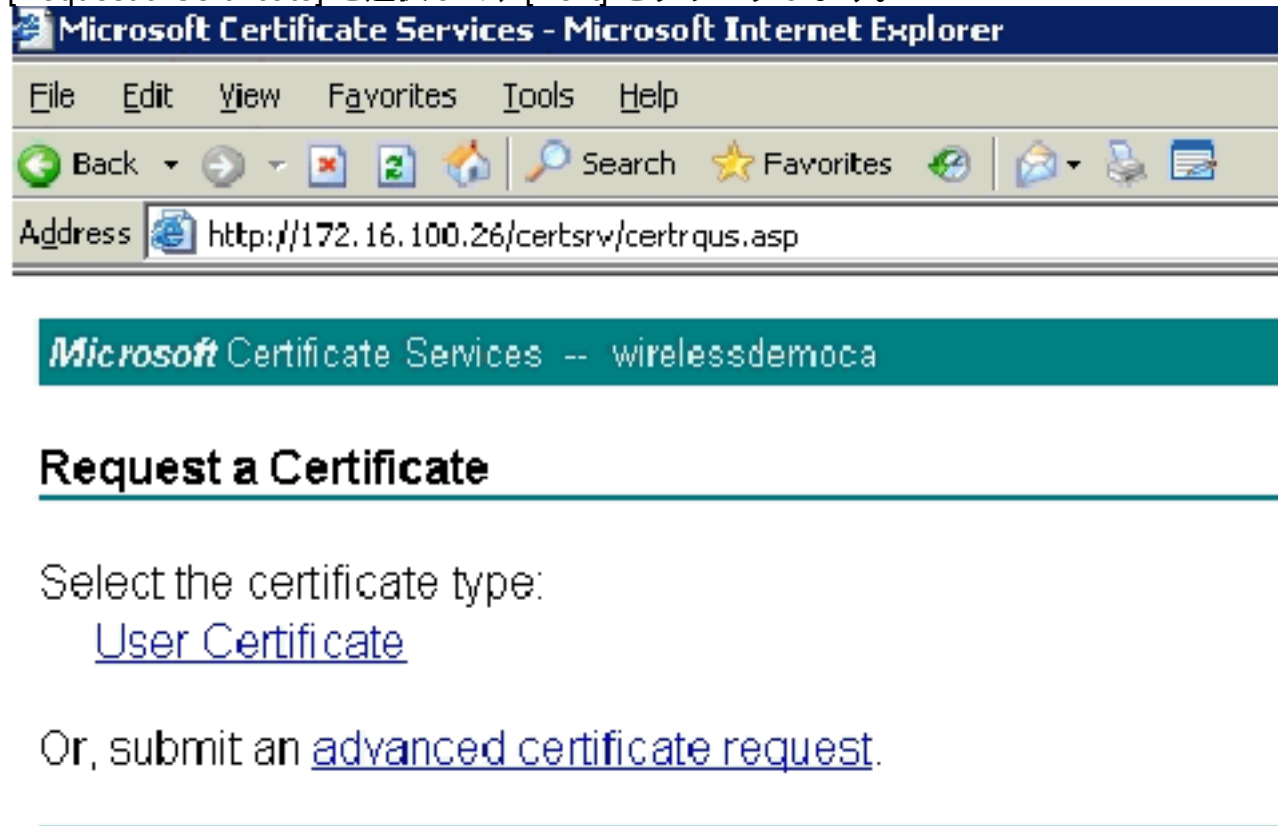 Microsoft Certificate Services - Microsoft Internet Explorer
File Edit View Favorites Tools Help
Back Search Favorites
Address http://172.16.100.26/certsrv/certrqus.asp
Microsoft Certificate Services -- wirelessdemoca
Request a Certificate
Select the certificate type:
User Certificate
Or, submit an advanced certificate request.